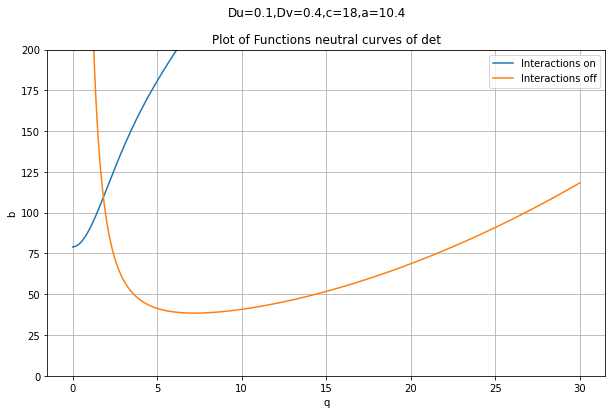 Du=0.1,Dv=0.4,c=18,a=10.4
Plot of Functions neutral curves of det
Interactions on
Interactions off
200
175
150
125
100
75
50
25
0
b
0
5
10
15
20
25
30
q